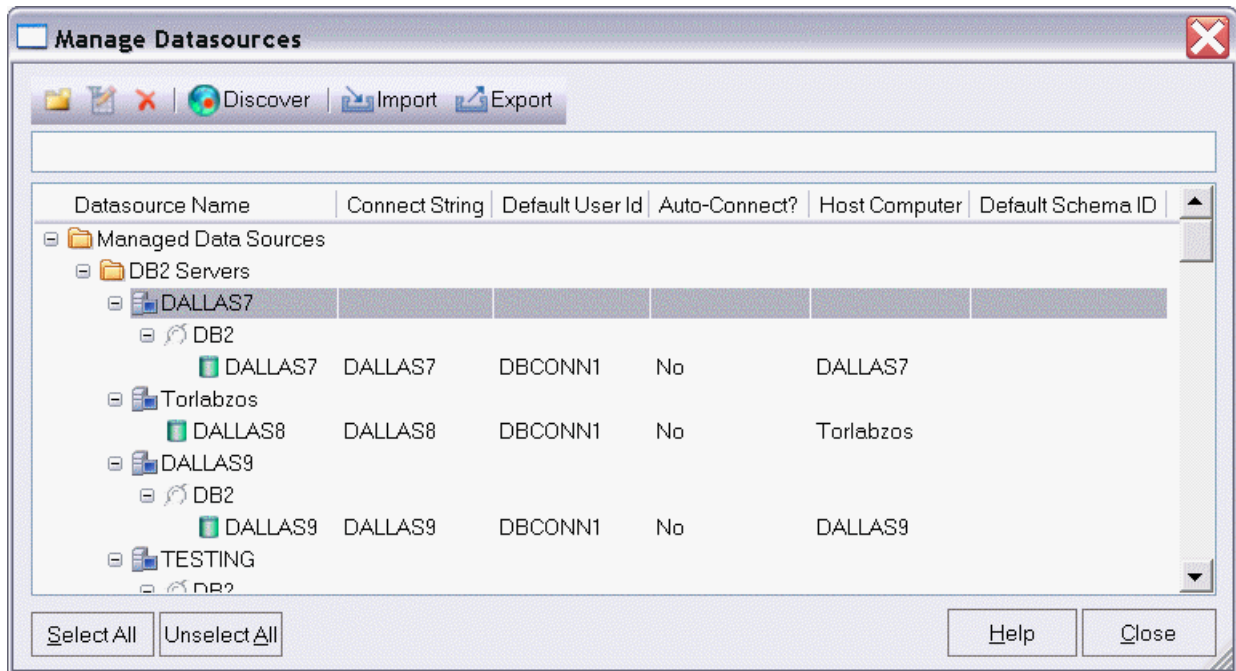 Manage Datasources
Discover Import Export
Datasource Name Connect String Default User Id Auto-Connect? Host Computer Default Schema ID
Managed Data Sources
DB2 Servers
DALLAS7
DB2
DALLAS7 DALLAS7 DBCONN1 No DALLAS7
Torlabzos
DALLAS8 DALLAS8 DBCONN1 No Torlabzos
DALLAS9
DB2
DALLAS9 DALLAS9 DBCONN1 No DALLAS9
TESTING
DB2
Select All Unselect All Help Close